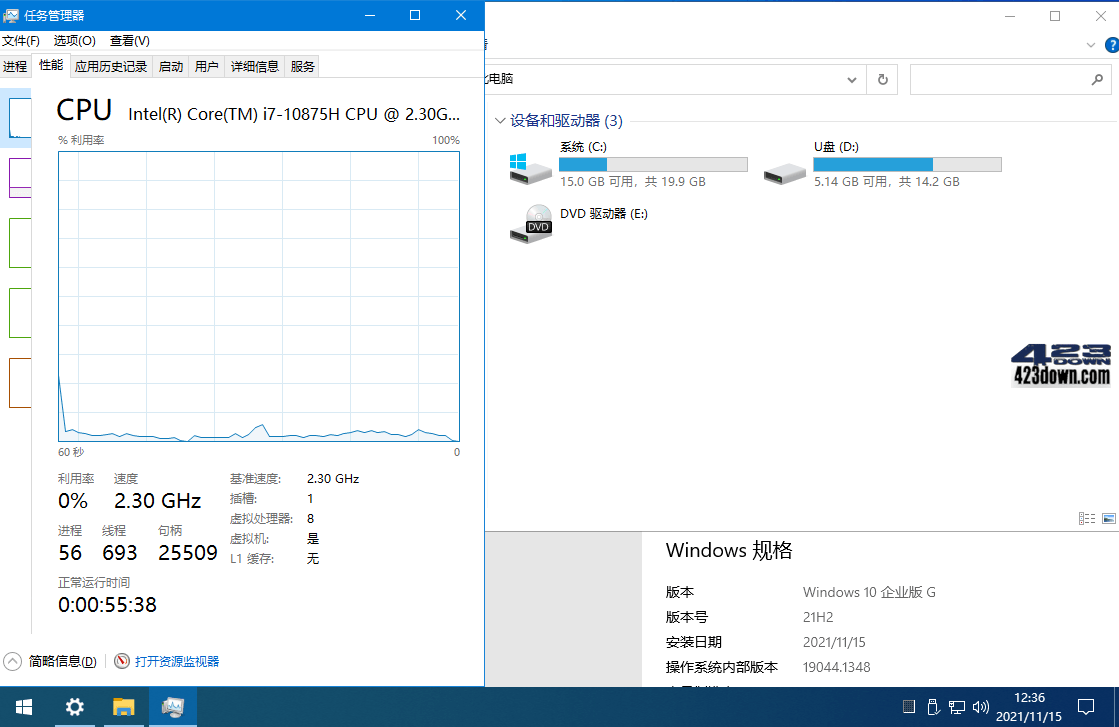 任务管理器
文件(F) 选项(O) 查看(V)
进程 性能 应用历史记录 启动 用户 详细信息 服务
CPU Intel(R) Core(TM) i7-10875H CPU @ 2.30G...
% 利用率 100%
60 秒 0
利用率 速度
0% 2.30 GHz
进程 线程 句柄
56 693 25509
正常运行时间
0:00:55:38
基准速度: 2.30 GHz
插槽: 1
虚拟处理器: 8
虚拟机: 是
L1 缓存: 无
简略信息(D) 打开资源监视器
电脑
设备和驱动器 (3)
系统 (C:)
15.0 GB 可用，共 19.9 GB
U盘 (D:)
5.14 GB 可用，共 14.2 GB
DVD
DVD 驱动器 (E:)
423
DOWN
423down.com
Windows 规格
版本 Windows 10 企业版 G
版本号 21H2
安装日期 2021/11/15
操作系统内部版本 19044.1348
12:36
2021/11/15